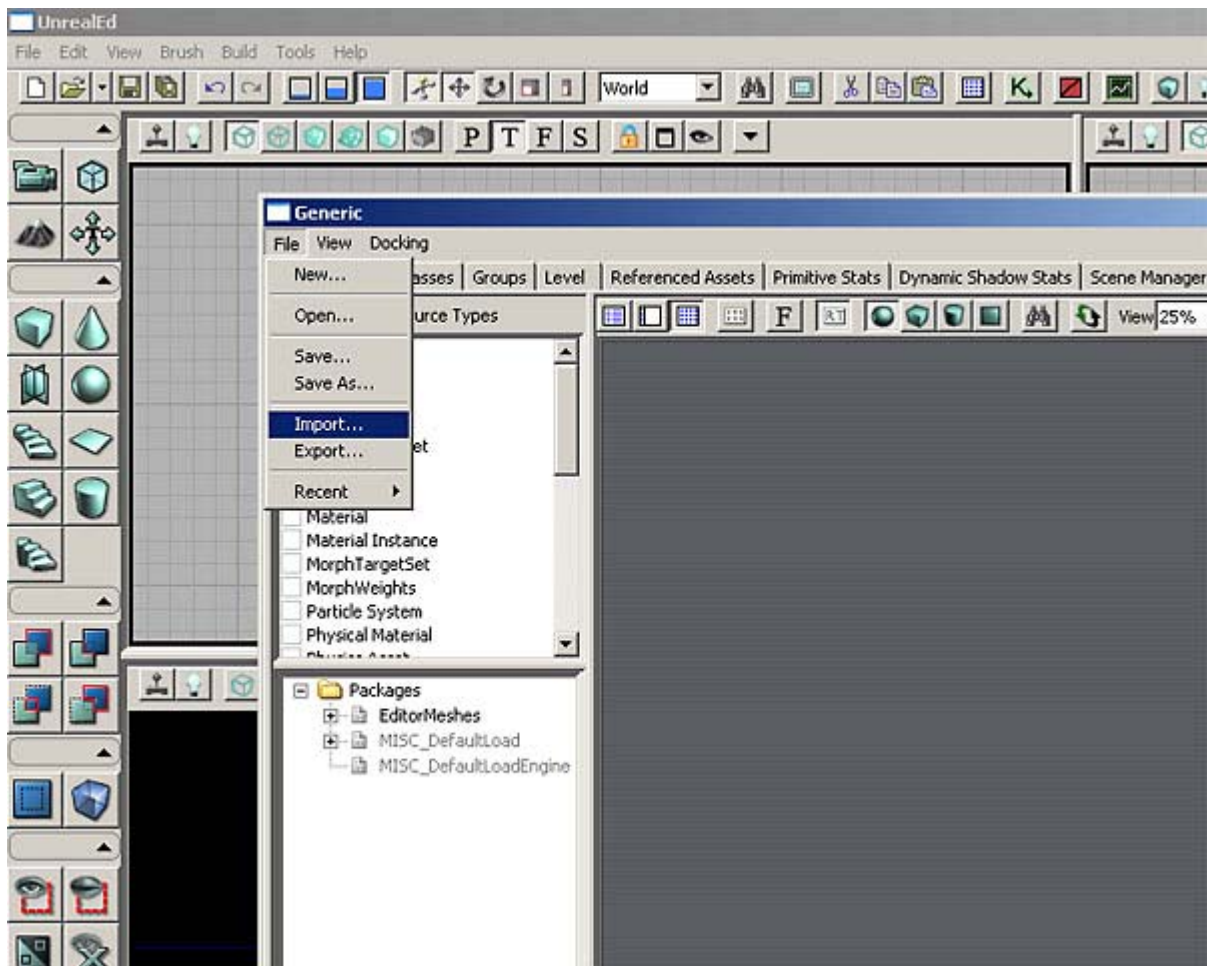 UnrealEd
File Edit View Brush Build Tools Help
World
P T F S
Generic
File View Docking
asses Groups Level Referenced Assets Primitive Stats Dynamic Shadow Stats Scene Manager
New...
Open...
Save...
Save As...
Import...
Export...
Recent
urce Types
F View 25%
et
Material
Material Instance
MorphTargetSet
MorphWeights
Particle System
Physical Material
Packages
EditorMeshes
MISC_DefaultLoad
MISC_DefaultLoadEngine